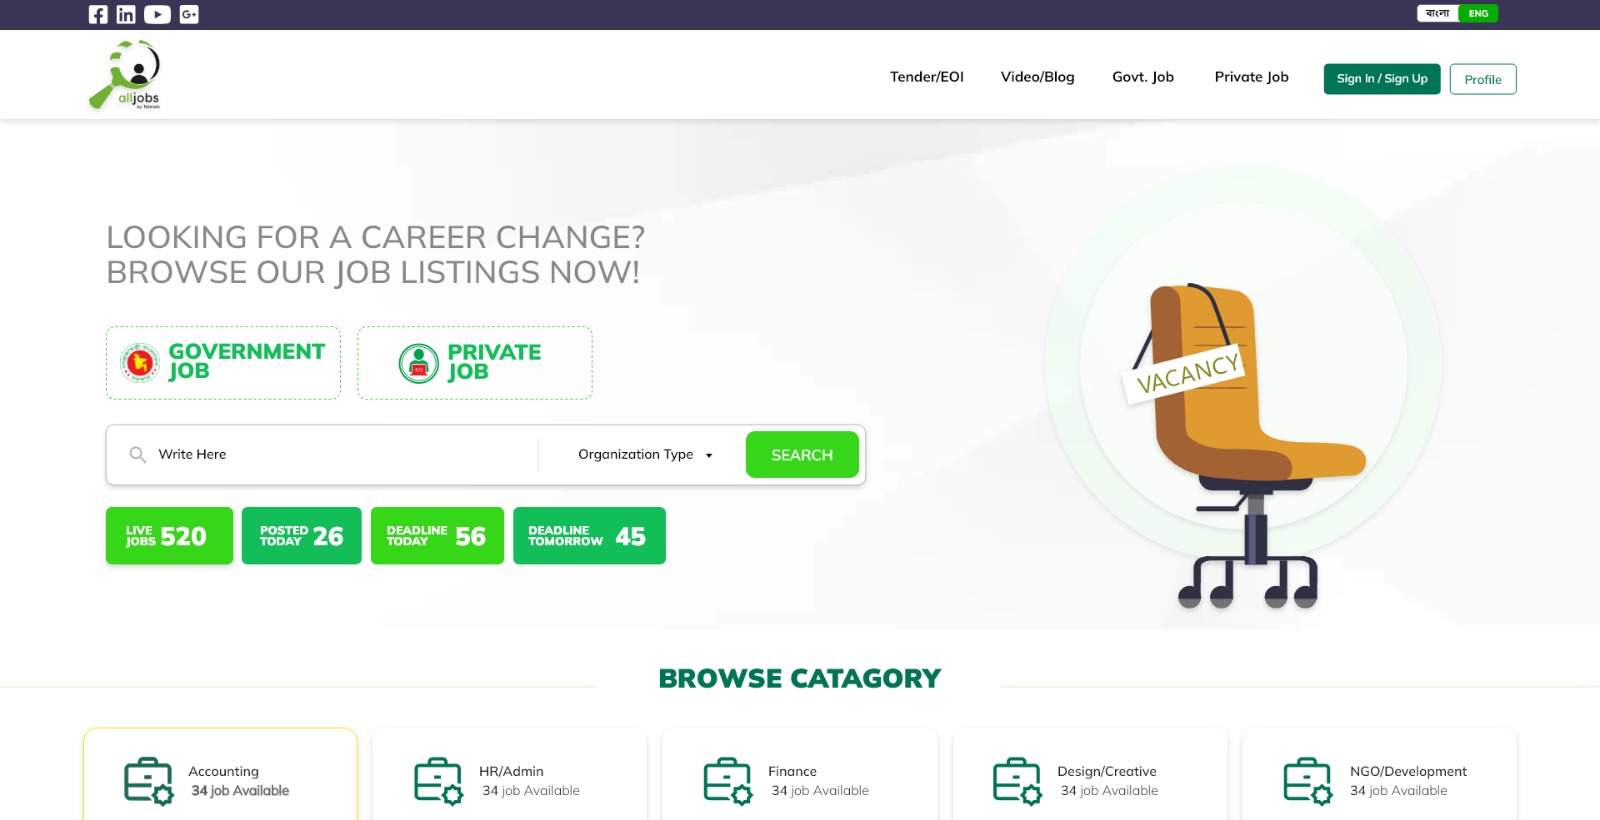 বাংলা ENG
alljobs
by Teletalk
Tender/EOI Video/Blog Govt. Job Private Job Sign In / Sign Up Profile
LOOKING FOR A CAREER CHANGE?
BROWSE OUR JOB LISTINGS NOW!
GOVERNMENT
JOB
PRIVATE
JOB
Write Here Organization Type SEARCH
LIVE
JOBS 520
POSTED
TODAY 26
DEADLINE
TODAY 56
DEADLINE
TOMORROW 45
VACANCY
BROWSE CATAGORY
Accounting
34 job Available
HR/Admin
34 job Available
Finance
34 job Available
Design/Creative
34 job Available
NGO/Development
34 job Available